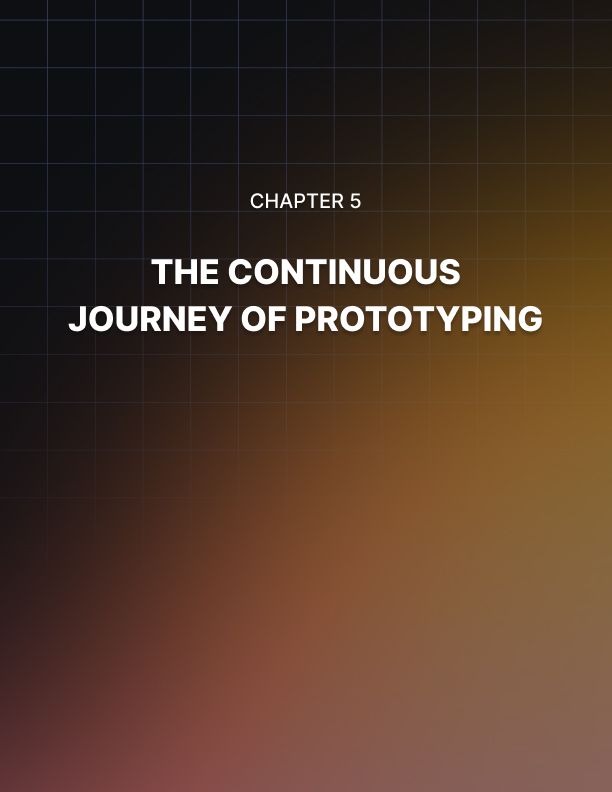 CHAPTER 5
THE CONTINUOUS
JOURNEY OF PROTOTYPING